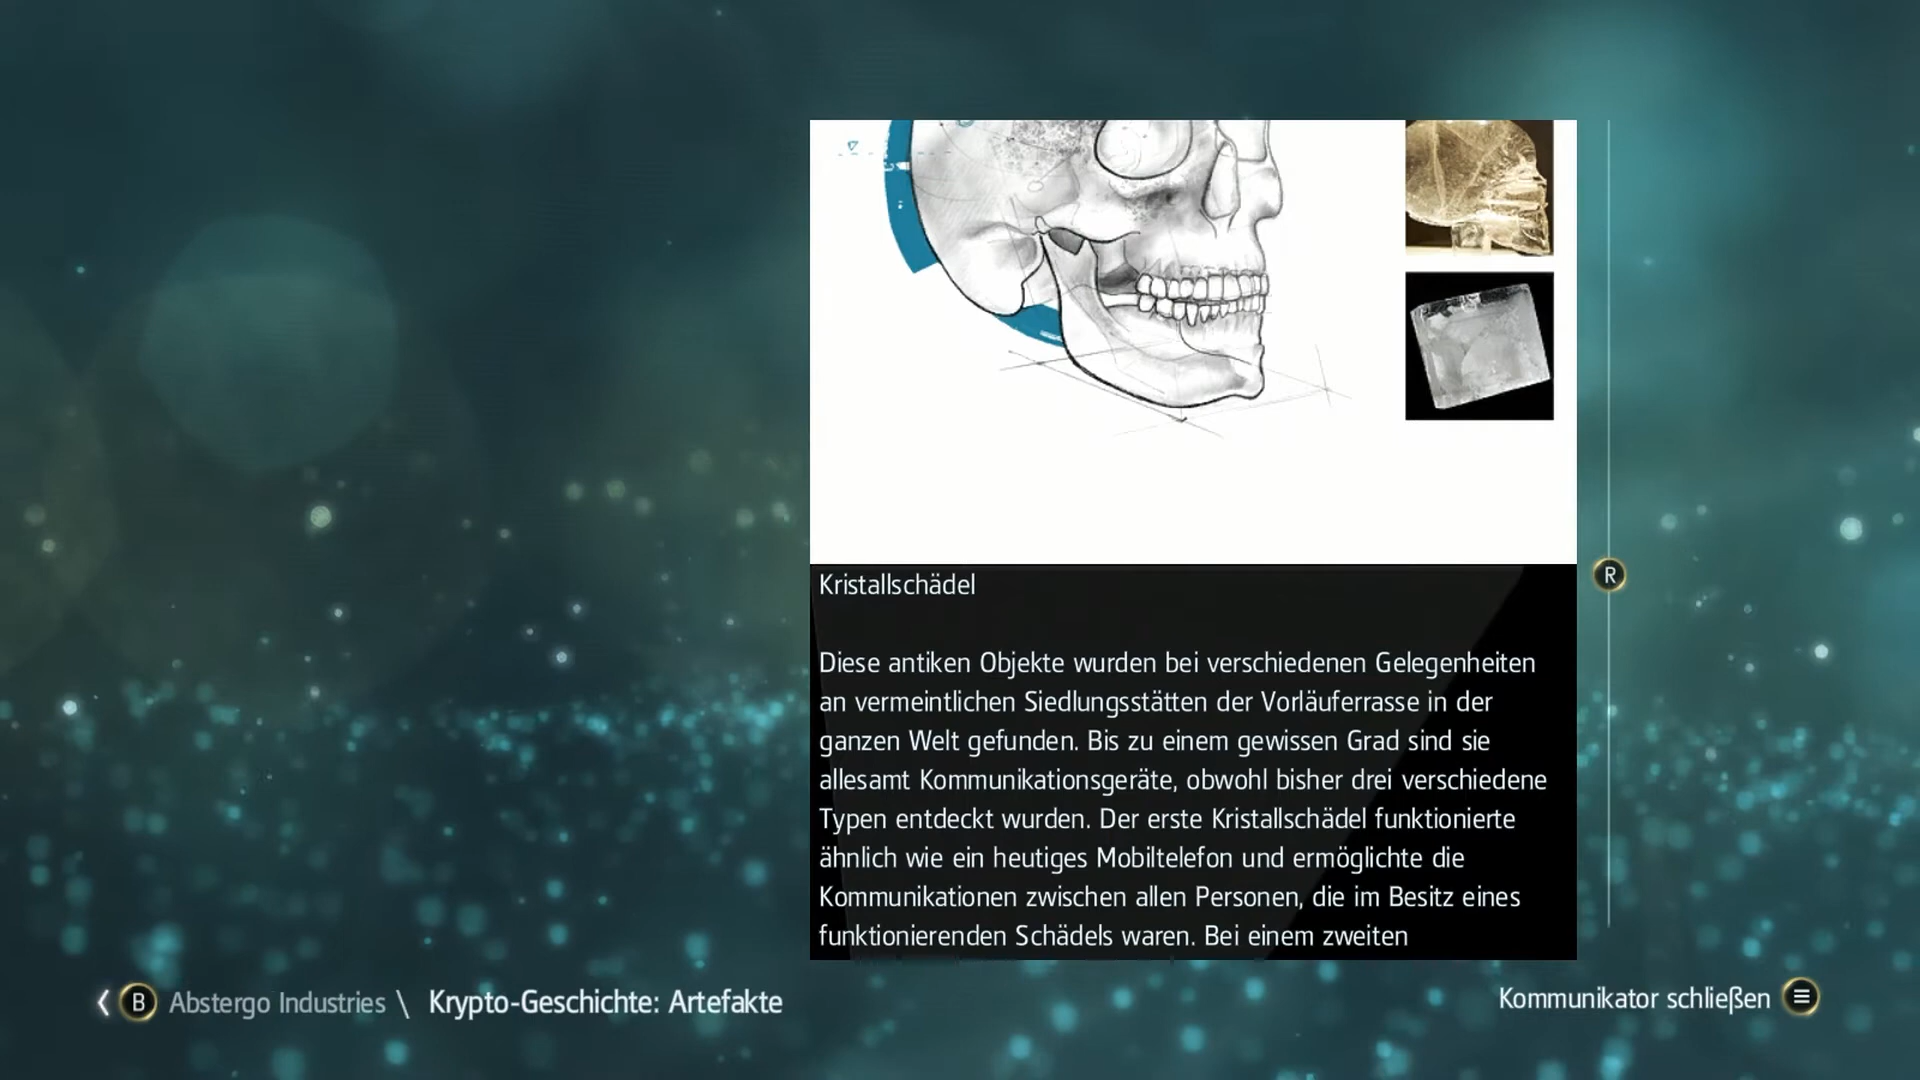 Kristallschädel
Diese antiken Objekte wurden bei verschiedenen Gelegenheiten
an vermeintlichen Siedlungsstätten der Vorläuferrasse in der
ganzen Welt gefunden. Bis zu einem gewissen Grad sind sie
allesamt Kommunikationsgeräte, obwohl bisher drei verschiedene
Typen entdeckt wurden. Der erste Kristallschädel funktionierte
ähnlich wie ein heutiges Mobiltelefon und ermöglichte die
Kommunikationen zwischen allen Personen, die im Besitz eines
funktionierenden Schädels waren. Bei einem zweiten
R
B Abstergo Industries \ Krypto-Geschichte: Artefakte
Kommunikator schließen